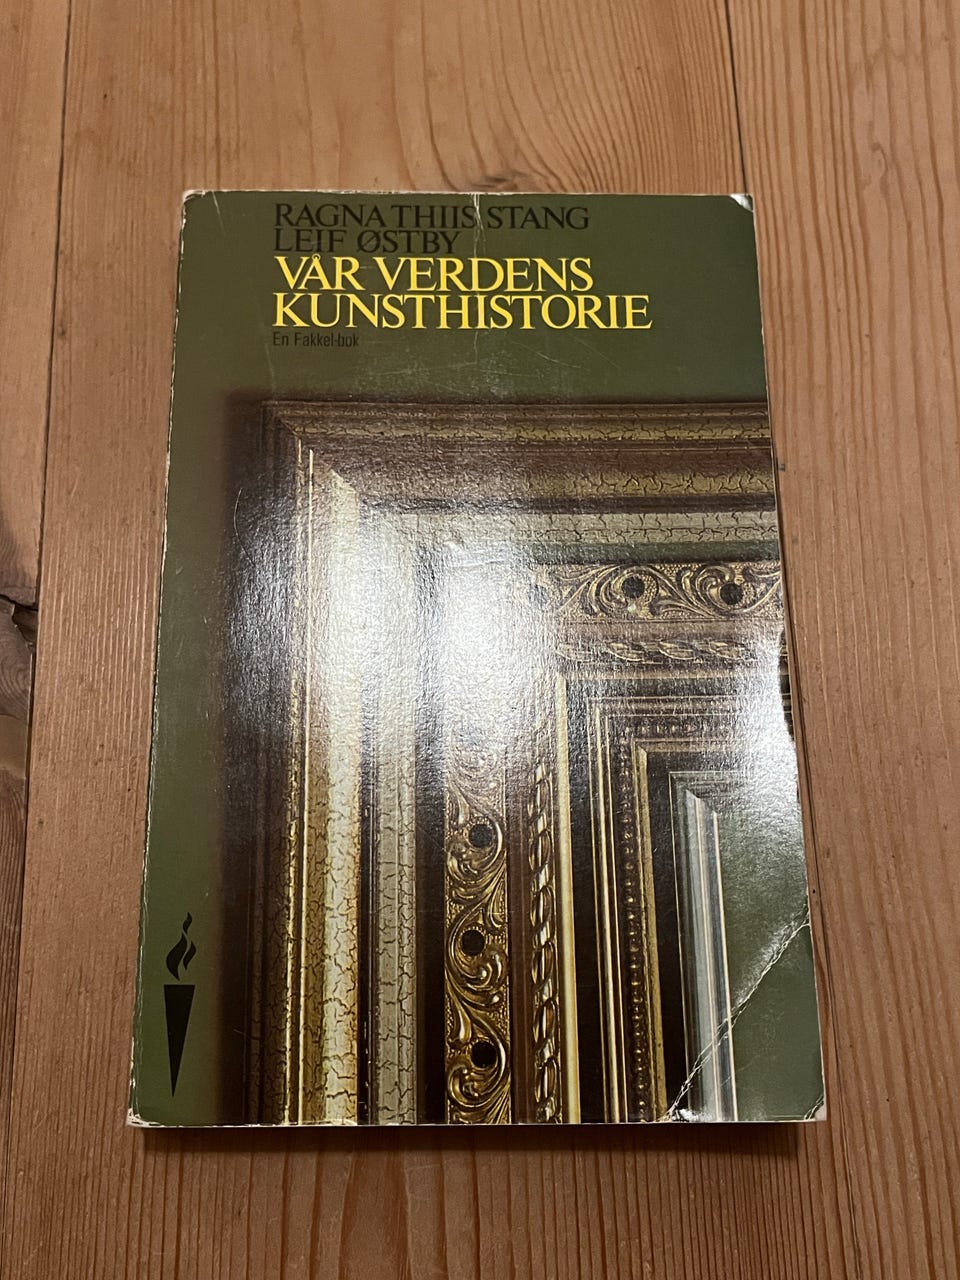 RAGNA THIIS STANG
LEIF ØSTBY
VÅR VERDENS
KUNSTHISTORIE
En Fakkel-bok